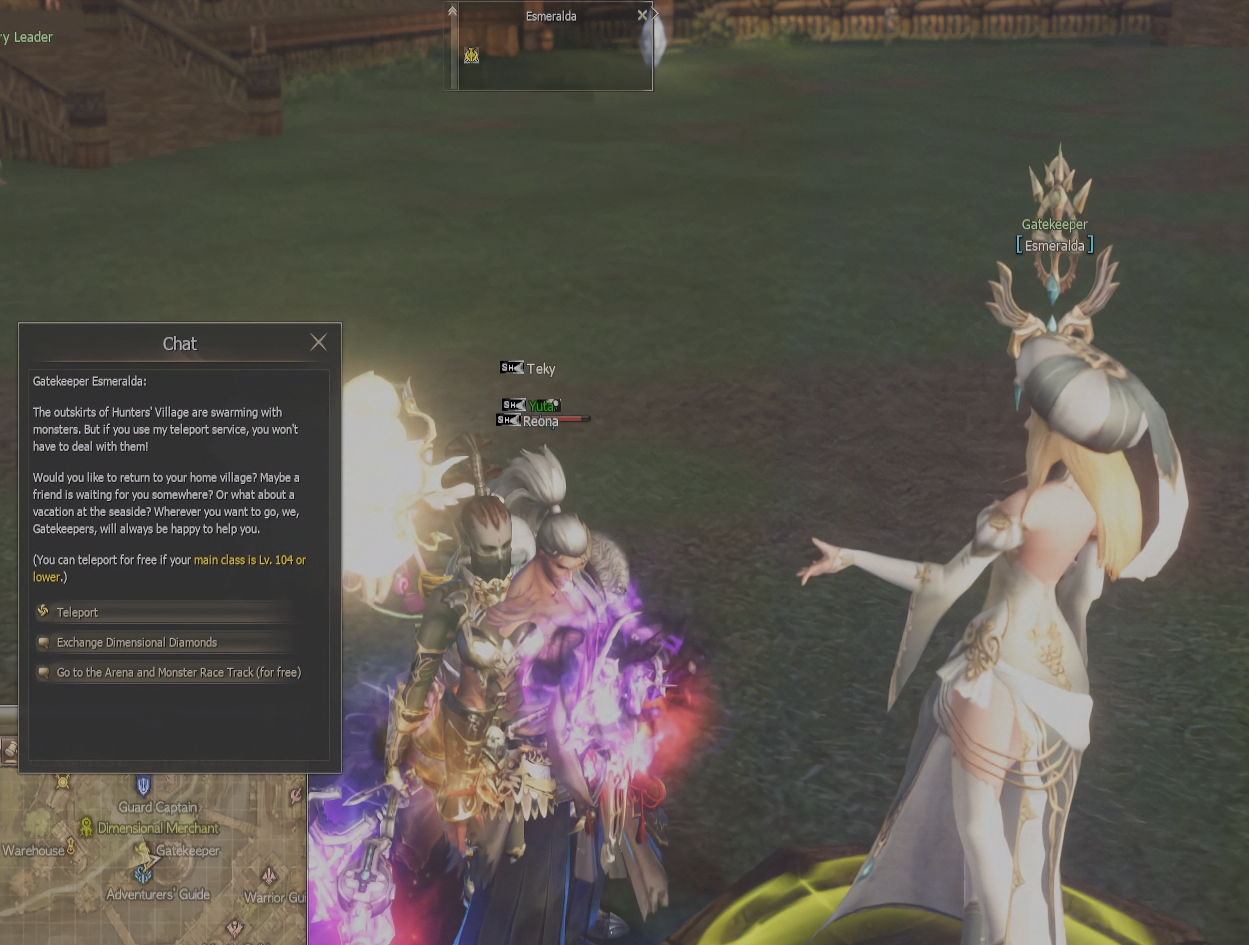 ry Leader
Esmeralda
Gatekeeper
[ Esmeralda ]
Chat
Gatekeeper Esmeralda:
The outskirts of Hunters' Village are swarming with
monsters. But if you use my teleport service, you won't
have to deal with them!
Would you like to return to your home village? Maybe a
friend is waiting for you somewhere? Or what about a
vacation at the seaside? Wherever you want to go, we,
Gatekeepers, will always be happy to help you.
(You can teleport for free if your main class is Lv. 104 or
lower.)
Teleport
Exchange Dimensional Diamonds
Go to the Arena and Monster Race Track (for free)
SH Teky
SH Yuta
SH Reona
Guard Captain
Dimensional Merchant
Warehouse
Gatekeeper
Adventurers' Guide
Warrior Gui